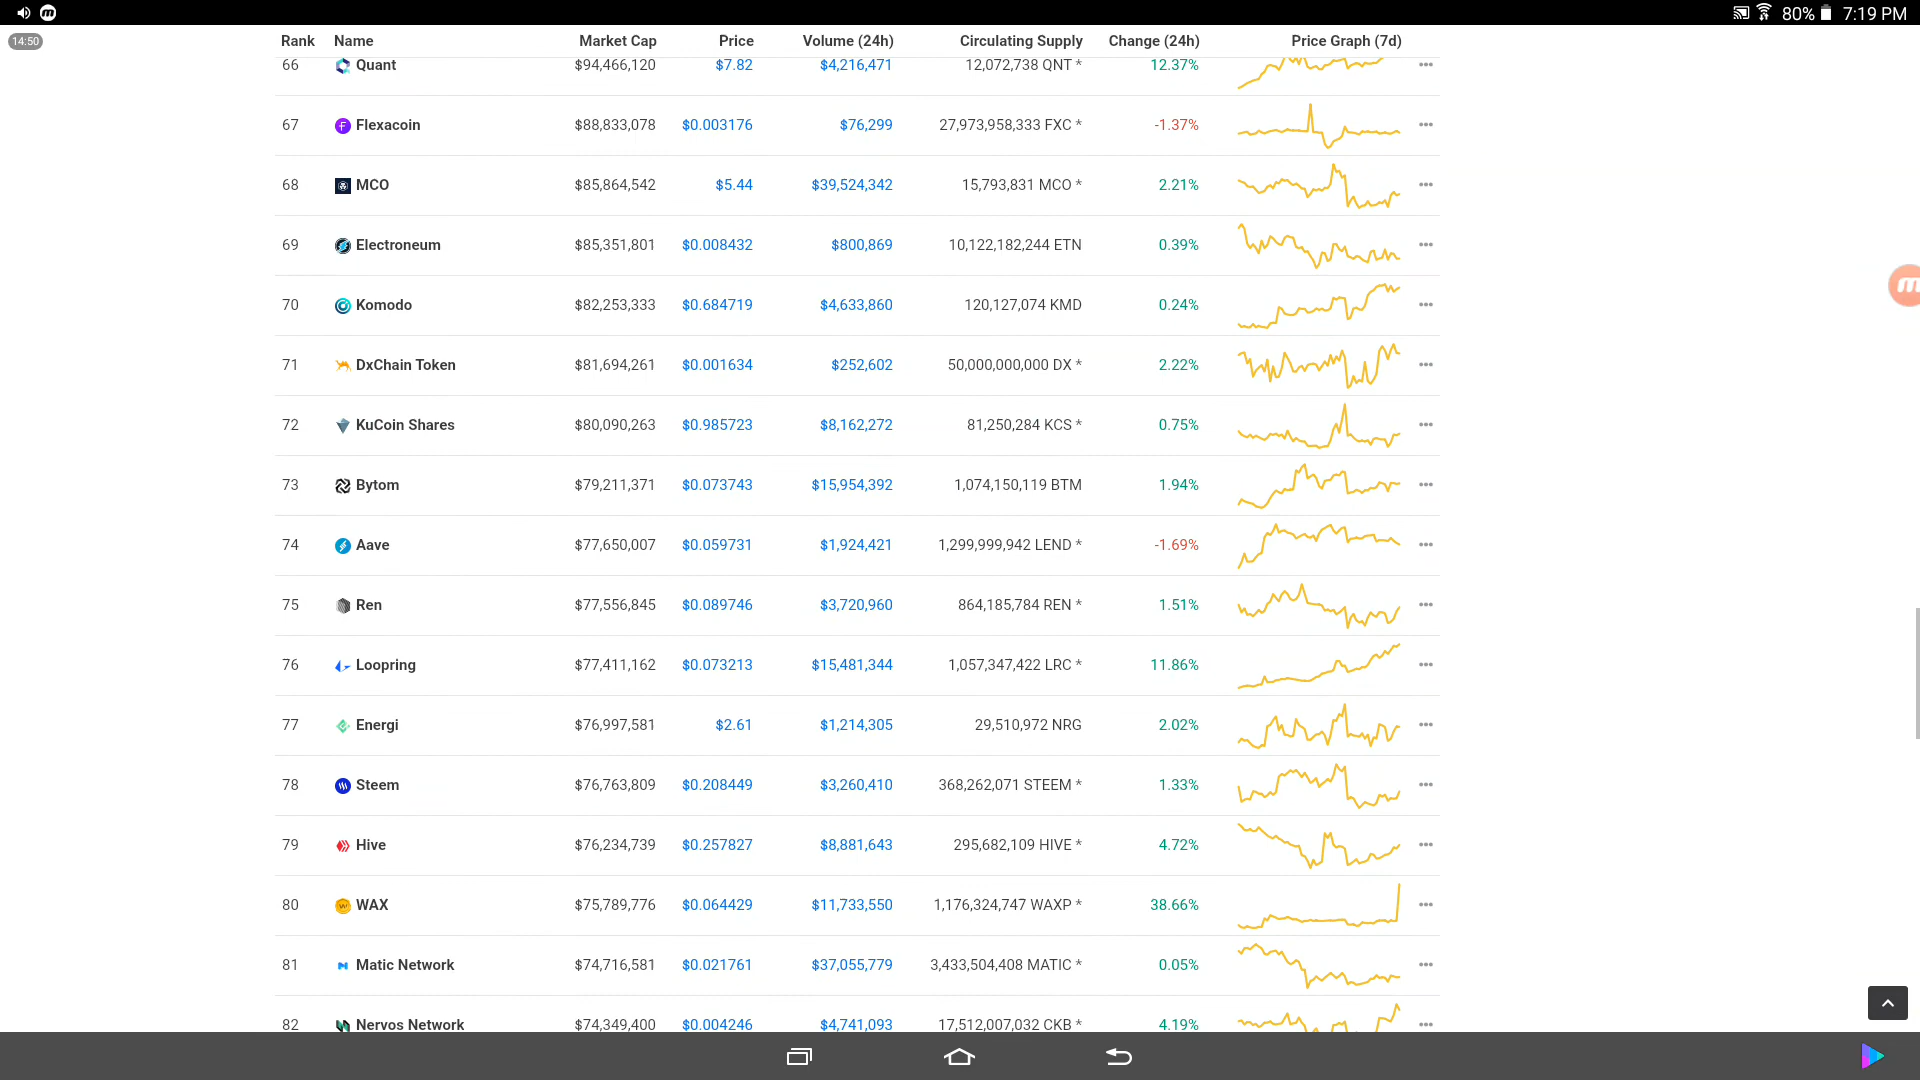 80% 7:19 PM
14:50
Rank Name Market Cap Price Volume (24h) Circulating Supply Change (24h) Price Graph (7d)
66 Quant $94,466,120 $7.82 $4,216,471 12,072,738 QNT * 12.37%
67 Flexacoin $88,833,078 $0.003176 $76,299 27,973,958,333 FXC * -1.37%
68 MCO $85,864,542 $5.44 $39,524,342 15,793,831 MCO * 2.21%
69 Electroneum $85,351,801 $0.008432 $800,869 10,122,182,244 ETN 0.39%
70 Komodo $82,253,333 $0.684719 $4,633,860 120,127,074 KMD 0.24%
71 DxChain Token $81,694,261 $0.001634 $252,602 50,000,000,000 DX * 2.22%
72 KuCoin Shares $80,090,263 $0.985723 $8,162,272 81,250,284 KCS * 0.75%
73 Bytom $79,211,371 $0.073743 $15,954,392 1,074,150,119 BTM 1.94%
74 Aave $77,650,007 $0.059731 $1,924,421 1,299,999,942 LEND * -1.69%
75 Ren $77,556,845 $0.089746 $3,720,960 864,185,784 REN * 1.51%
76 Loopring $77,411,162 $0.073213 $15,481,344 1,057,347,422 LRC * 11.86%
77 Energi $76,997,581 $2.61 $1,214,305 29,510,972 NRG 2.02%
78 Steem $76,763,809 $0.208449 $3,260,410 368,262,071 STEEM * 1.33%
79 Hive $76,234,739 $0.257827 $8,881,643 295,682,109 HIVE * 4.72%
80 WAX $75,789,776 $0.064429 $11,733,550 1,176,324,747 WAXP * 38.66%
81 Matic Network $74,716,581 $0.021761 $37,055,779 3,433,504,408 MATIC * 0.05%
82 Nervos Network $74,349,400 $0.004246 $4,741,093 17,512,007,032 CKB * 4.19%